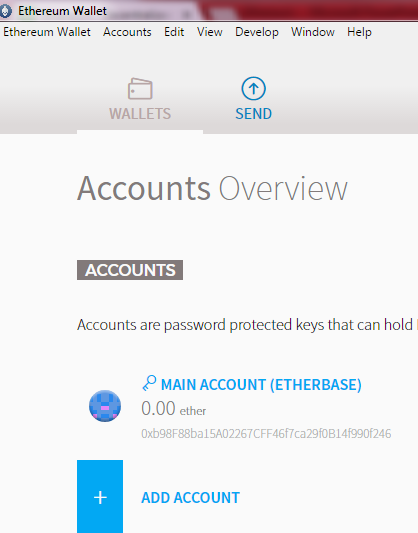 Ethereum Wallet
Ethereum Wallet Accounts Edit View Develop Window Help
WALLETS SEND
Accounts Overview
ACCOUNTS
Accounts are password protected keys that can hold
MAIN ACCOUNT (ETHERBASE)
0.00 ether
0xb98F88ba15A02267CFF46f7ca29f0B14f990f246
+ ADD ACCOUNT